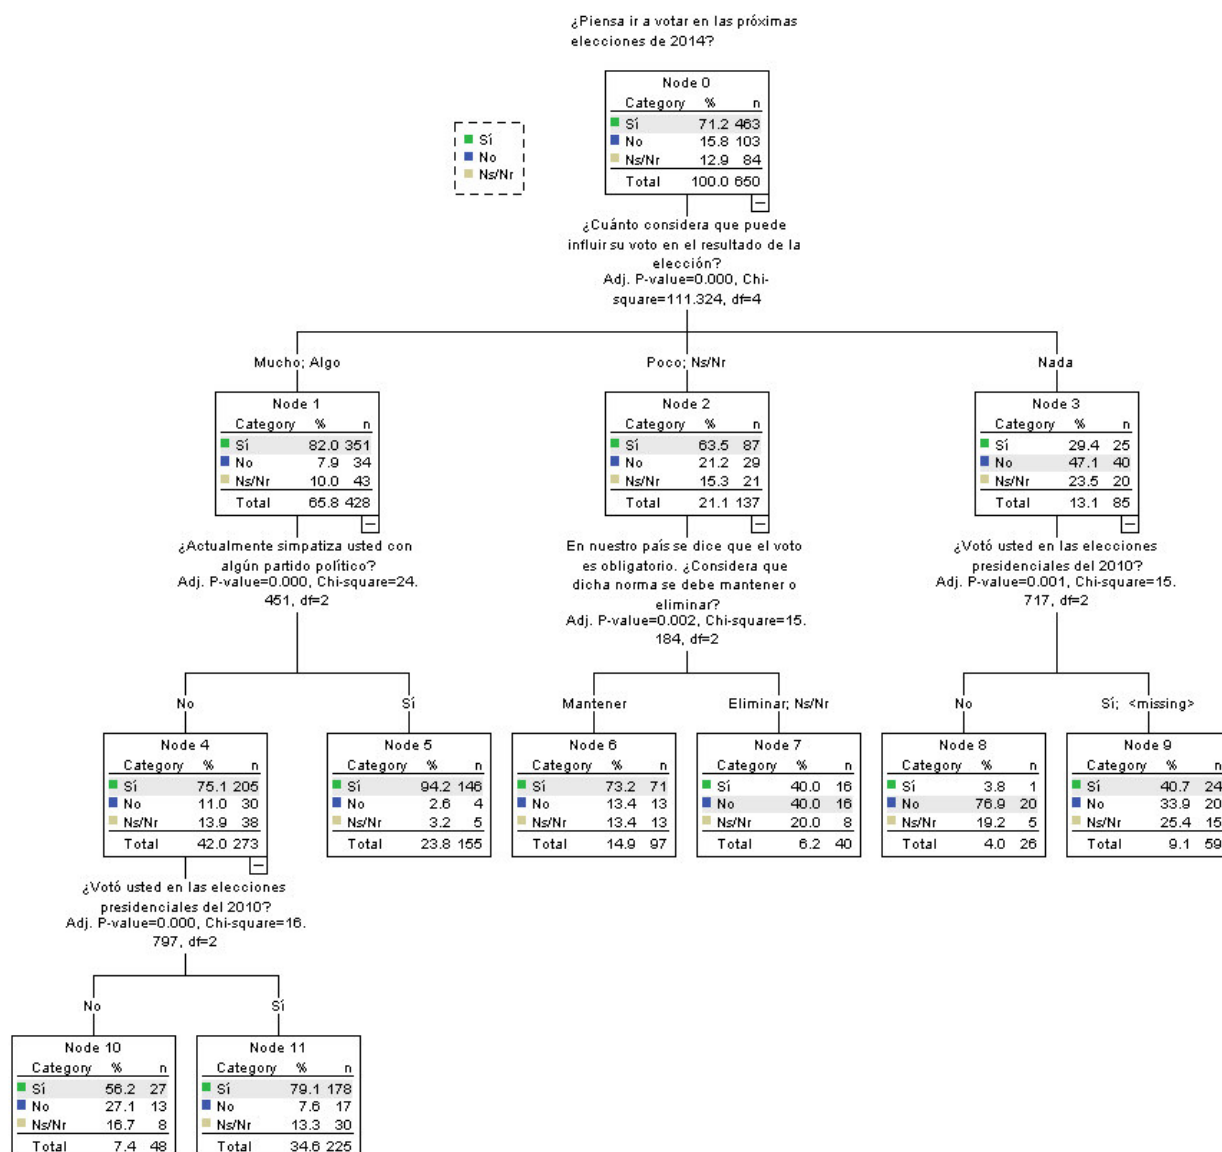 ¿Piensa ir a votar en las próximas
elecciones de 2014?
Sí
No
Ns/Nr
Node 0
Category % n
Sí 71.2 463
No 15.8 103
Ns/Nr 12.9 84
Total 100.0 650
¿Cuánto considera que puede
influir su voto en el resultado de la
elección?
Adj. P-value=0.000, Chi-
square=111.324, df=4
Mucho; Algo
Poco; Ns/Nr
Nada
Node 1
Category % n
Sí 82.0 351
No 7.9 34
Ns/Nr 10.0 43
Total 65.8 428
Node 2
Category % n
Sí 63.5 87
No 21.2 29
Ns/Nr 15.3 21
Total 21.1 137
Node 3
Category % n
Sí 29.4 25
No 47.1 40
Ns/Nr 23.5 20
Total 13.1 85
¿Actualmente simpatiza usted con
algún partido político?
Adj. P-value=0.000, Chi-square=24.
451, df=2
En nuestro país se dice que el voto
es obligatorio. ¿Considera que
dicha norma se debe mantener o
eliminar?
Adj. P-value=0.002, Chi-square=15.
184, df=2
¿Votó usted en las elecciones
presidenciales del 2010?
Adj. P-value=0.001, Chi-square=15.
717, df=2
No
Sí
Mantener
Eliminar; Ns/Nr
No
Sí; <missing>
Node 4
Category % n
Sí 75.1 205
No 11.0 30
Ns/Nr 13.9 38
Total 42.0 273
Node 5
Category % n
Sí 94.2 146
No 2.6 4
Ns/Nr 3.2 5
Total 23.8 155
Node 6
Category % n
Sí 73.2 71
No 13.4 13
Ns/Nr 13.4 13
Total 14.9 97
Node 7
Category % n
Sí 40.0 16
No 40.0 16
Ns/Nr 20.0 8
Total 6.2 40
Node 8
Category % n
Sí 3.8 1
No 76.9 20
Ns/Nr 19.2 5
Total 4.0 26
Node 9
Category % n
Sí 40.7 24
No 33.9 20
Ns/Nr 25.4 15
Total 9.1 59
¿Votó usted en las elecciones
presidenciales del 2010?
Adj. P-value=0.000, Chi-square=16.
797, df=2
No
Sí
Node 10
Category % n
Sí 56.2 27
No 27.1 13
Ns/Nr 16.7 8
Total 7.4 48
Node 11
Category % n
Sí 79.1 178
No 7.6 17
Ns/Nr 13.3 30
Total 34.6 225